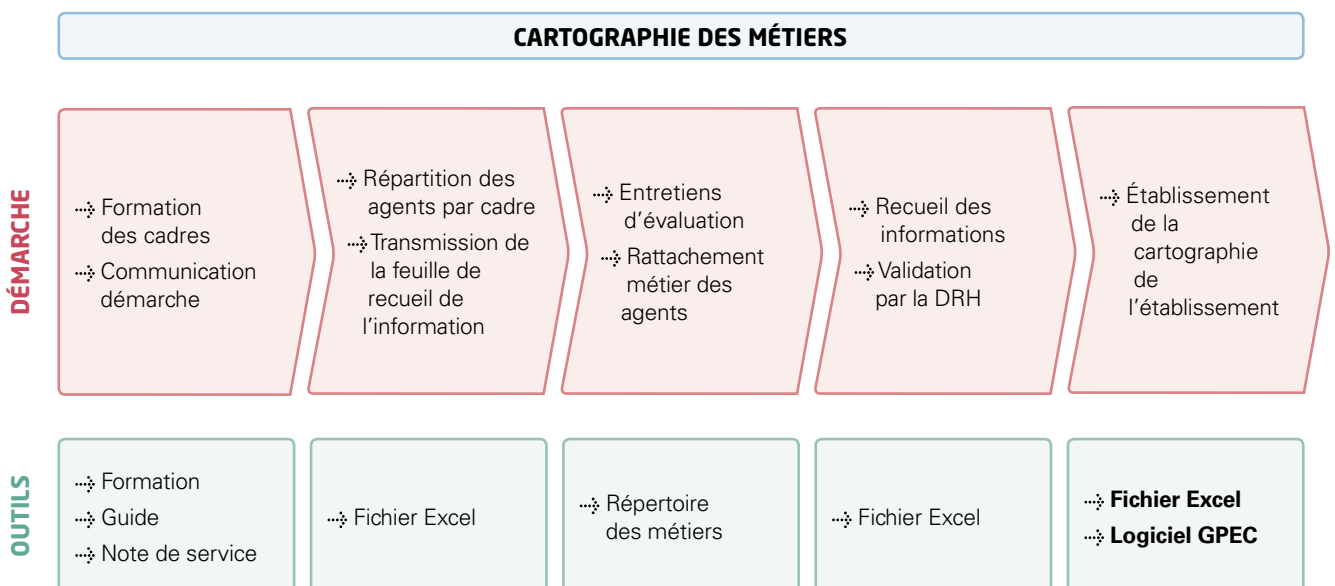 CARTOGRAPHIE DES MÉTIERS
DÉMARCHE
Formation
des cadres
Communication
démarche
Répartition des
agents par cadre
Transmission de
la feuille de
recueil de
l'information
Entretiens
d'évaluation
Rattachement
métier des
agents
Recueil des
informations
Validation
par la DRH
Établissement
de la
cartographie
de
l'établissement
OUTILS
Formation
Guide
Note de service
Fichier Excel
Répertoire
des métiers
Fichier Excel
Fichier Excel
Logiciel GPEC